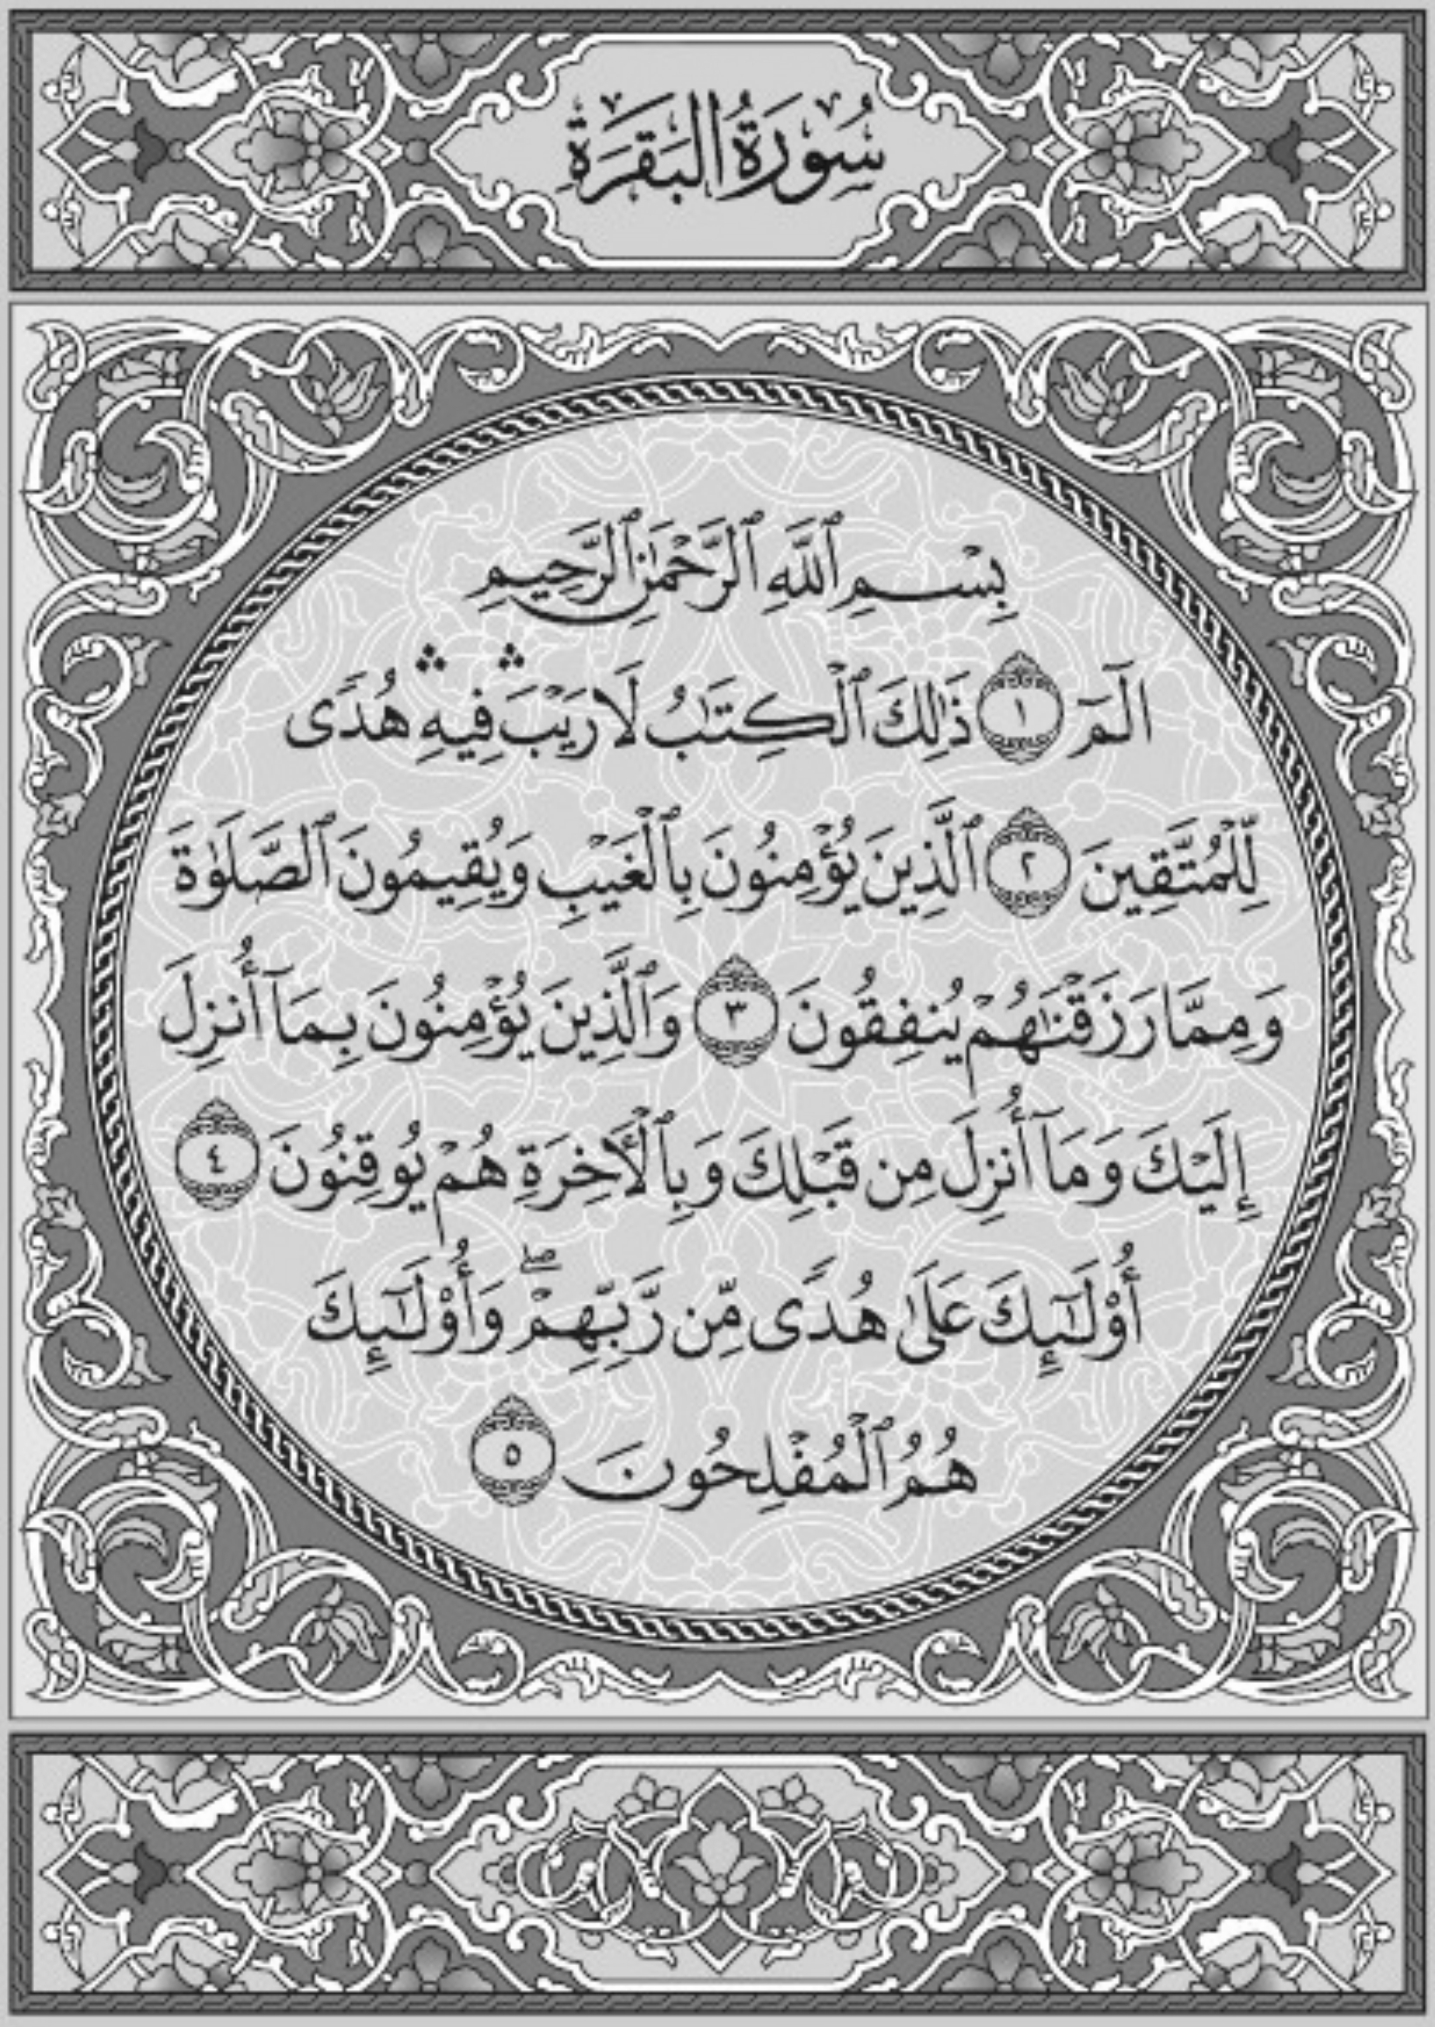 سُورَةُ البَقَرَةِ
بِسْمِ ٱللَّهِ ٱلرَّحْمَٰنِ ٱلرَّحِيمِ
الٓمٓ ١ ذَٰلِكَ ٱلْكِتَٰبُ لَا رَيْبَ ۛ فِيهِ ۛ هُدًى
لِّلْمُتَّقِينَ ٢ ٱلَّذِينَ يُؤْمِنُونَ بِٱلْغَيْبِ وَيُقِيمُونَ ٱلصَّلَوٰةَ
وَمِمَّا رَزَقْنَٰهُمْ يُنفِقُونَ ٣ وَٱلَّذِينَ يُؤْمِنُونَ بِمَآ أُنزِلَ
إِلَيْكَ وَمَآ أُنزِلَ مِن قَبْلِكَ وَبِٱلْأَخِرَةِ هُمْ يُوقِنُونَ ٤
أُوْلَٰٓئِكَ عَلَىٰ هُدًى مِّن رَّبِّهِمْ ۖ وَأُوْلَٰٓئِكَ
هُمُ ٱلْمُفْلِحُونَ ٥